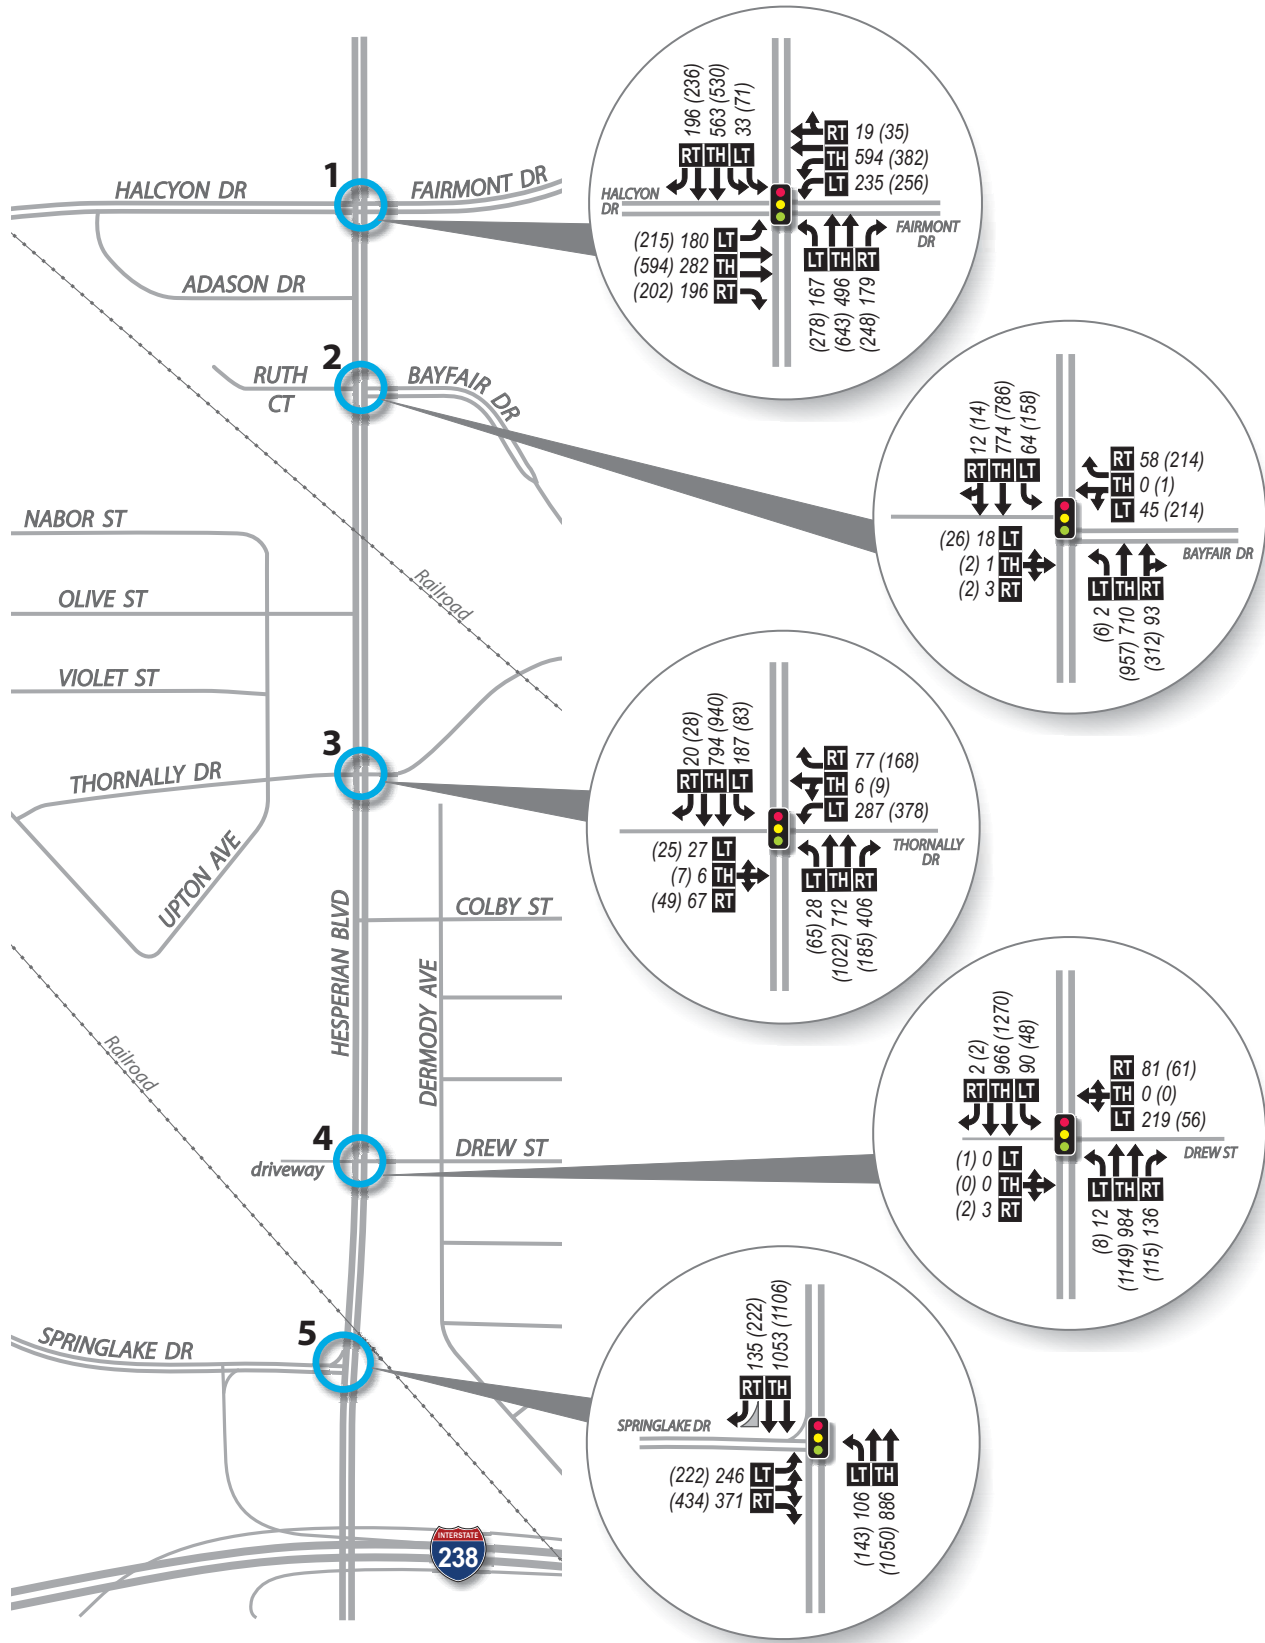 1
HALCYON DR
FAIRMONT DR
ADASON DR
2
RUTH
CT
BAYFAIR DR
NABOR ST
OLIVE ST
Railroad
VIOLET ST
3
THORNALLY DR
UPTON AVE
HESPERIAN BLVD
COLBY ST
DERMODY AVE
Railroad
4
driveway
DREW ST
5
SPRINGLAKE DR
INTERSTATE
238
196 (236)
563 (530)
33 (71)
RT TH LT
RT 19 (35)
TH 594 (382)
LT 235 (256)
HALCYON
DR
FAIRMONT
DR
(215) 180 LT
(594) 282 TH
(202) 196 RT
LT TH RT
(278) 167
(643) 496
(248) 179
12 (14)
774 (786)
64 (158)
RT TH LT
RT 58 (214)
TH 0 (1)
LT 45 (214)
BAYFAIR DR
(26) 18 LT
(2) 1 TH
(2) 3 RT
LT TH RT
(6) 2
(957) 710
(312) 93
20 (28)
794 (940)
187 (83)
RT TH LT
RT 77 (168)
TH 6 (9)
LT 287 (378)
THORNALLY
DR
(25) 27 LT
(7) 6 TH
(49) 67 RT
LT TH RT
(65) 28
(1022) 712
(185) 406
2 (2)
966 (1270)
90 (48)
RT TH LT
RT 81 (61)
TH 0 (0)
LT 219 (56)
DREW ST
(1) 0 LT
(0) 0 TH
(2) 3 RT
LT TH RT
(8) 12
(1149) 984
(115) 136
135 (222)
1053 (1106)
RT TH
SPRINGLAKE DR
(222) 246 LT
(434) 371 RT
LT TH
(143) 106
(1050) 886